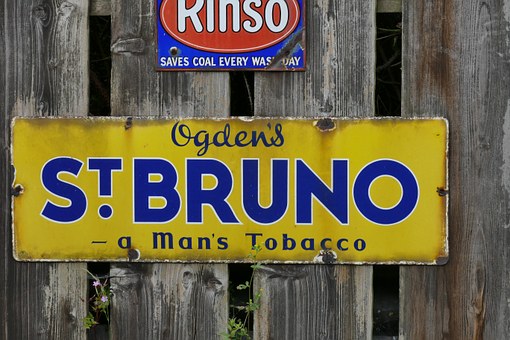 Rinso
SAVES COAL EVERY WASHDAY
Ogden's
ST. BRUNO
– a Man's Tobacco